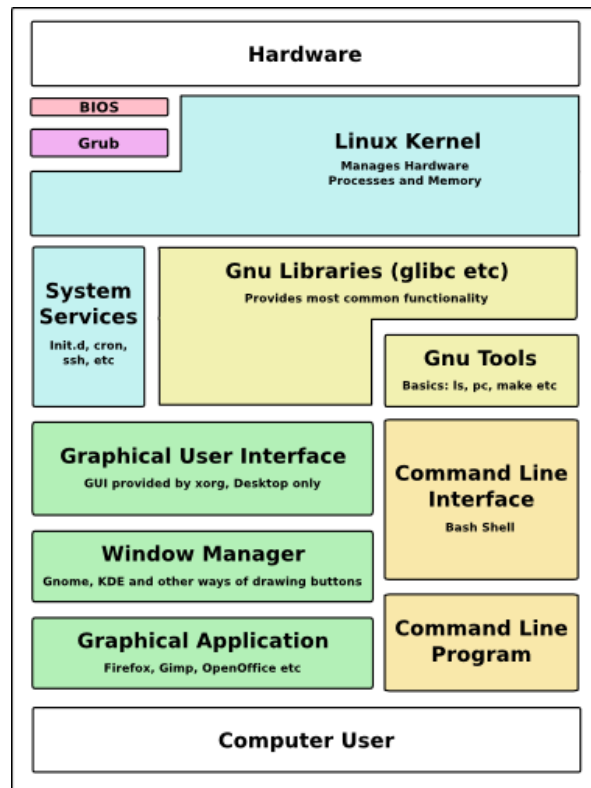 Hardware
BIOS
Grub
Linux Kernel
Manages Hardware
Processes and Memory
System
Services
Init.d, cron,
ssh, etc
Gnu Libraries (glibc etc)
Provides most common functionality
Gnu Tools
Basics: ls, pc, make etc
Graphical User Interface
GUI provided by xorg, Desktop only
Command Line
Interface
Bash Shell
Window Manager
Gnome, KDE and other ways of drawing buttons
Graphical Application
Firefox, Gimp, OpenOffice etc
Command Line
Program
Computer User